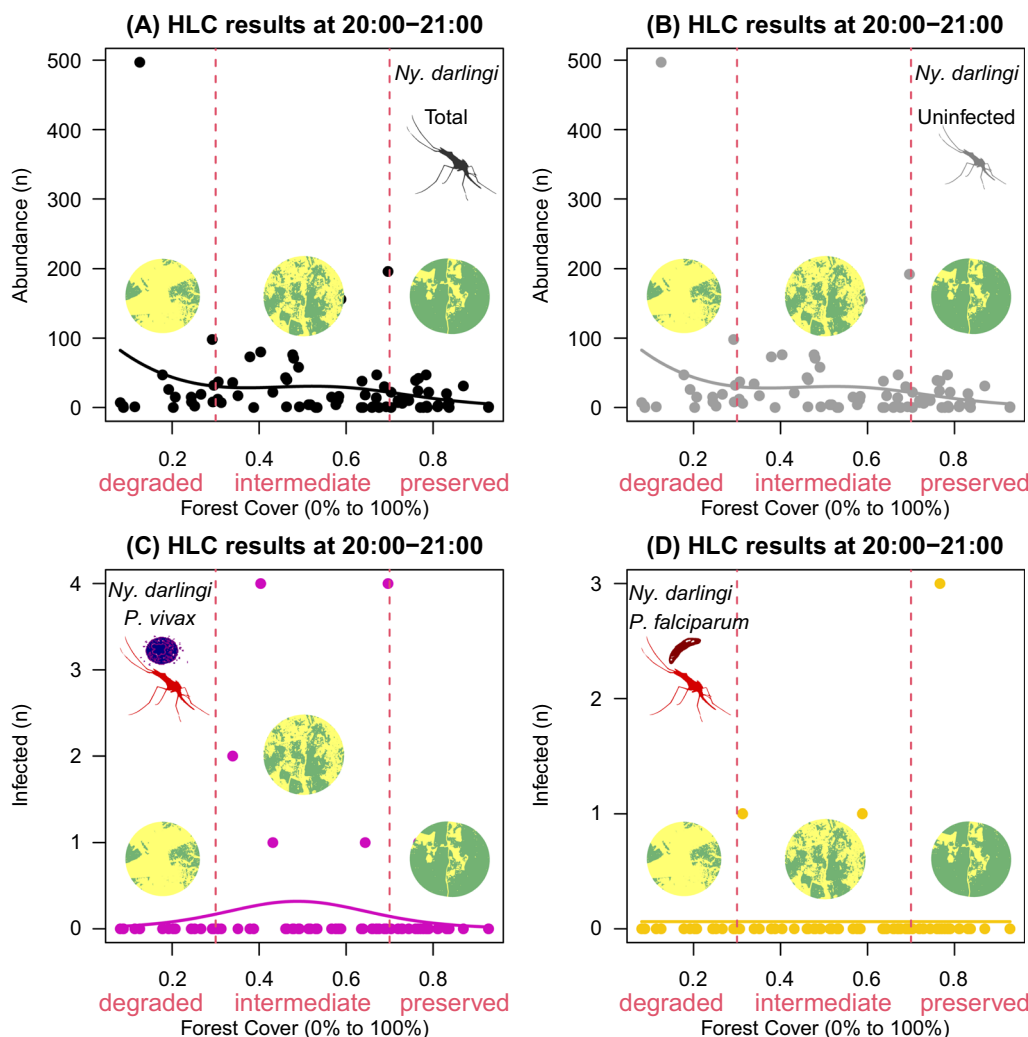 (A) HLC results at 20:00−21:00
Ny. darlingi
Total
Abundance (n)
500
400
300
200
100
0
0.2 0.4 0.6 0.8
degraded intermediate preserved
Forest Cover (0% to 100%)
(B) HLC results at 20:00−21:00
Ny. darlingi
Uninfected
Abundance (n)
500
400
300
200
100
0
0.2 0.4 0.6 0.8
degraded intermediate preserved
Forest Cover (0% to 100%)
(C) HLC results at 20:00−21:00
Ny. darlingi
P. vivax
Infected (n)
4
3
2
1
0
0.2 0.4 0.6 0.8
degraded intermediate preserved
Forest Cover (0% to 100%)
(D) HLC results at 20:00−21:00
Ny. darlingi
P. falciparum
Infected (n)
3
2
1
0
0.2 0.4 0.6 0.8
degraded intermediate preserved
Forest Cover (0% to 100%)